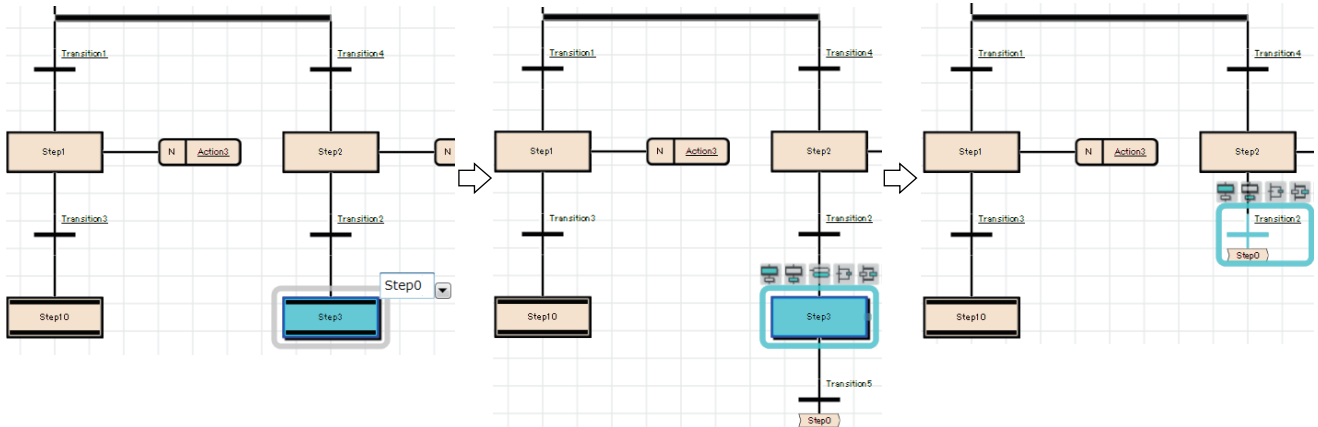 Transition1
Transition4
Step1
N
Action3
Step2
N
Transition3
Transition2
Step0
Step10
Step3
Transition1
Transition4
Step1
N
Action3
Step2
Transition3
Transition2
Step10
Step3
Transition5
Step0
Transition1
Transition4
Step1
N
Action3
Step2
Transition3
Transition2
Step0
Step10